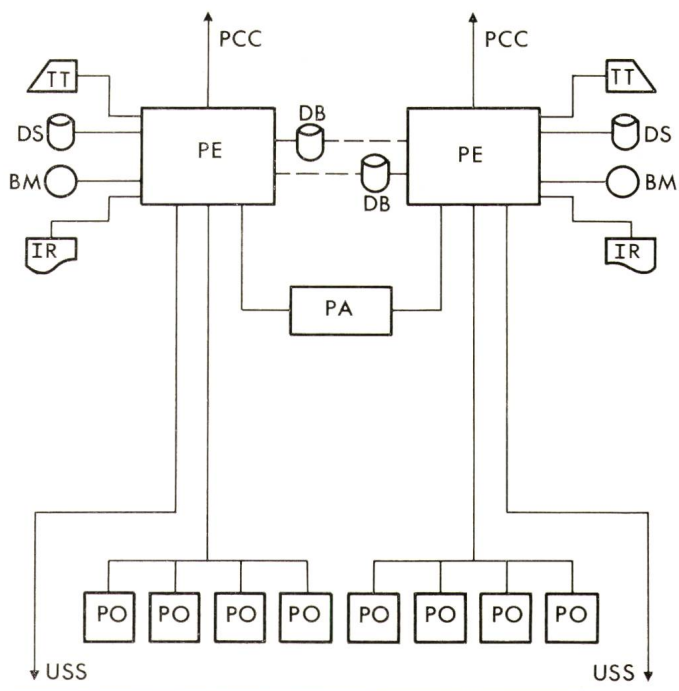 PCC PCC
TT TT
DB
DS DS
PE PE
BM BM
DB
IR IR
PA
PO PO PO PO PO PO PO PO
USS USS